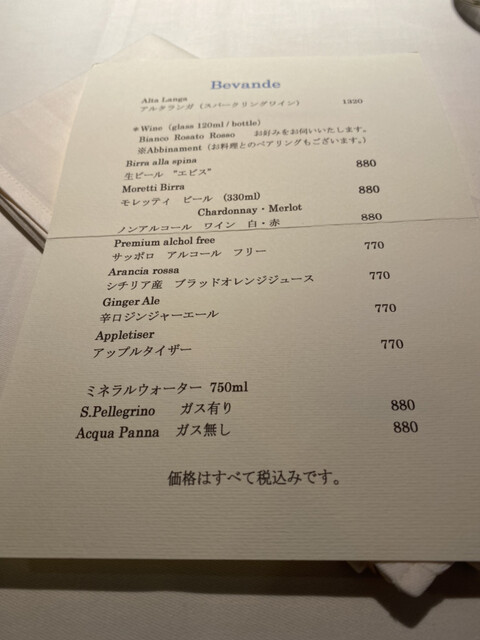 Bevande
Alta Langa
アルタランガ（スパークリングワイン） 1320
＊Wine (glass 120ml / bottle)
Bianco Rosato Rosso お好みをお伺いいたします。
※Abbinament（お料理とのペアリングもございます。）
Birra alla spina 880
生ビール “エビス”
Moretti Birra
モレッティ ビール (330ml)
Chardonnay・Merlot 880
ノンアルコール ワイン 白・赤
Premium alchol free 770
サッポロ アルコール フリー
Arancia rossa 770
シチリア産 ブラッドオレンジジュース
Ginger Ale 770
辛口ジンジャーエール
Appletiser 770
アップルタイザー
ミネラルウォーター 750ml
S.Pellegrino ガス有り 880
Acqua Panna ガス無し 880
価格はすべて税込みです。